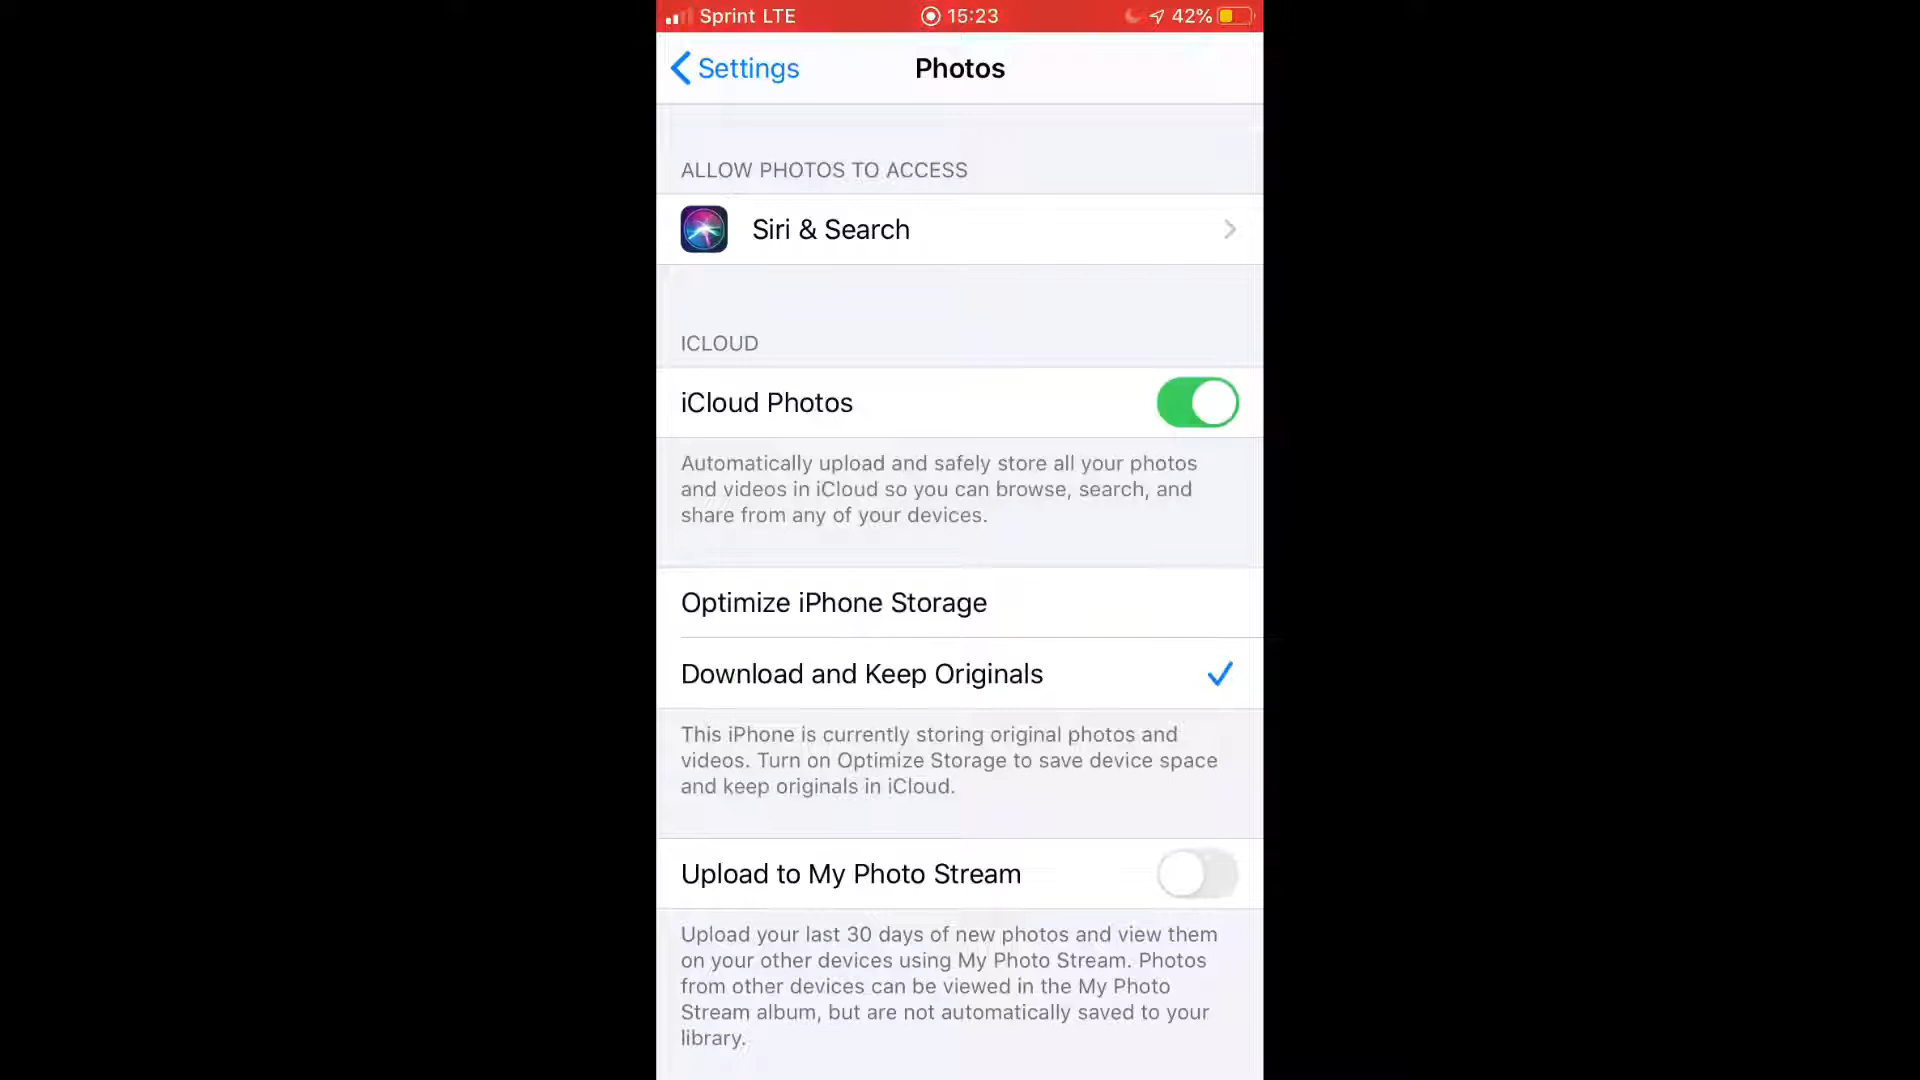 Sprint LTE 15:23 42%
Settings Photos
ALLOW PHOTOS TO ACCESS
Siri & Search
ICLOUD
iCloud Photos
Automatically upload and safely store all your photos
and videos in iCloud so you can browse, search, and
share from any of your devices.
Optimize iPhone Storage
Download and Keep Originals
This iPhone is currently storing original photos and
videos. Turn on Optimize Storage to save device space
and keep originals in iCloud.
Upload to My Photo Stream
Upload your last 30 days of new photos and view them
on your other devices using My Photo Stream. Photos
from other devices can be viewed in the My Photo
Stream album, but are not automatically saved to your
library.